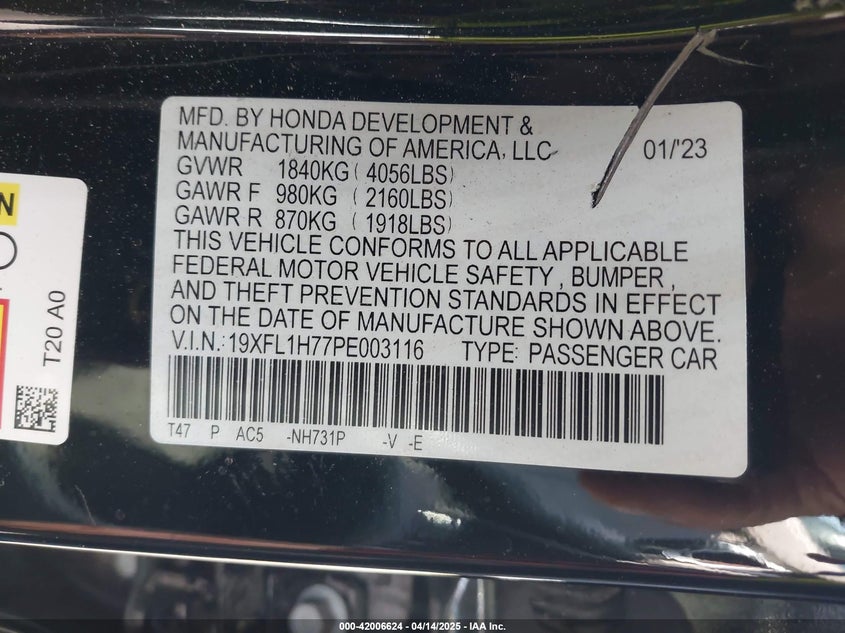 MFD. BY HONDA DEVELOPMENT &
MANUFACTURING OF AMERICA, LLC 01/'23
GVWR 1840KG ( 4056LBS)
GAWR F 980KG ( 2160LBS)
GAWR R 870KG ( 1918LBS)
THIS VEHICLE CONFORMS TO ALL APPLICABLE
FEDERAL MOTOR VEHICLE SAFETY , BUMPER ,
AND THEFT PREVENTION STANDARDS IN EFFECT
ON THE DATE OF MANUFACTURE SHOWN ABOVE.
V.I.N.:19XFL1H77PE003116 TYPE: PASSENGER CAR
T47 P AC5 -NH731P -V -E
T20 A0
000-42006624 - 04/14/2025 - IAA Inc.